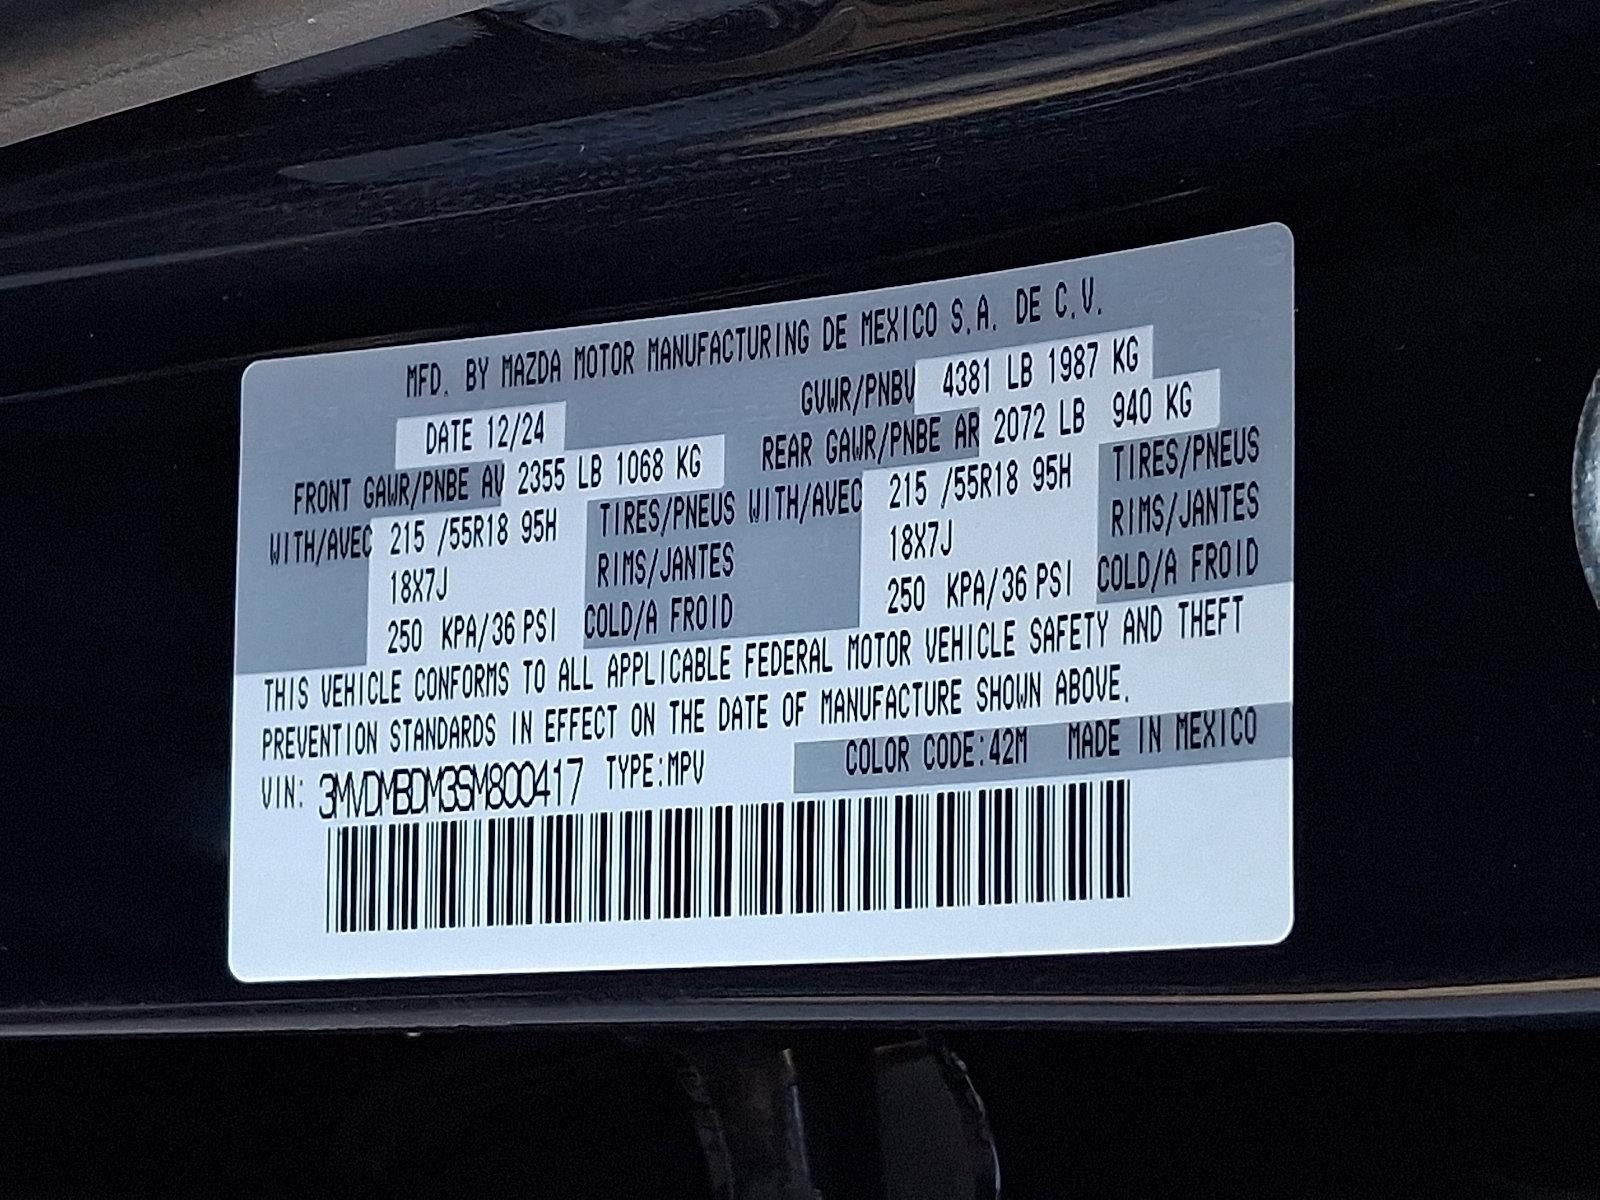 MFD. BY MAZDA MOTOR MANUFACTURING DE MEXICO S.A. DE C.V.
DATE 12/24 GVWR/PNBV 4381 LB 1987 KG
FRONT GAWR/PNBE AV 2355 LB 1068 KG REAR GAWR/PNBE AR 2072 LB 940 KG
WITH/AVEC 215 /55R18 95H TIRES/PNEUS WITH/AVEC 215 /55R18 95H TIRES/PNEUS
18X7J RIMS/JANTES 18X7J RIMS/JANTES
250 KPA/36 PSI COLD/A FROID 250 KPA/36 PSI COLD/A FROID
THIS VEHICLE CONFORMS TO ALL APPLICABLE FEDERAL MOTOR VEHICLE SAFETY AND THEFT
PREVENTION STANDARDS IN EFFECT ON THE DATE OF MANUFACTURE SHOWN ABOVE.
VIN: 3MVDMBDM3SM800417 TYPE:MPV COLOR CODE:42M MADE IN MEXICO